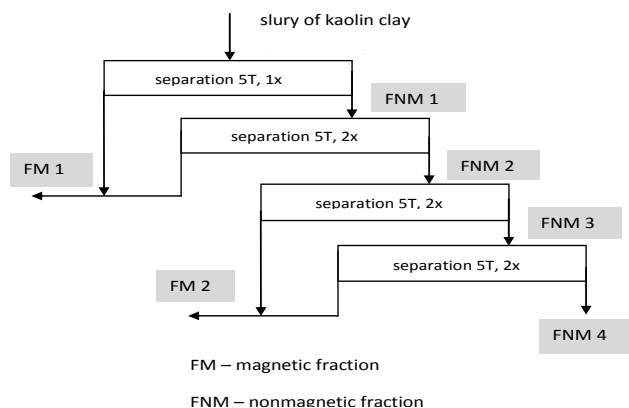 slury of kaolin clay
separation 5T, 1x
FNM 1
separation 5T, 2x
FM 1
FNM 2
separation 5T, 2x
FNM 3
separation 5T, 2x
FM 2
FNM 4
FM – magnetic fraction
FNM – nonmagnetic fraction